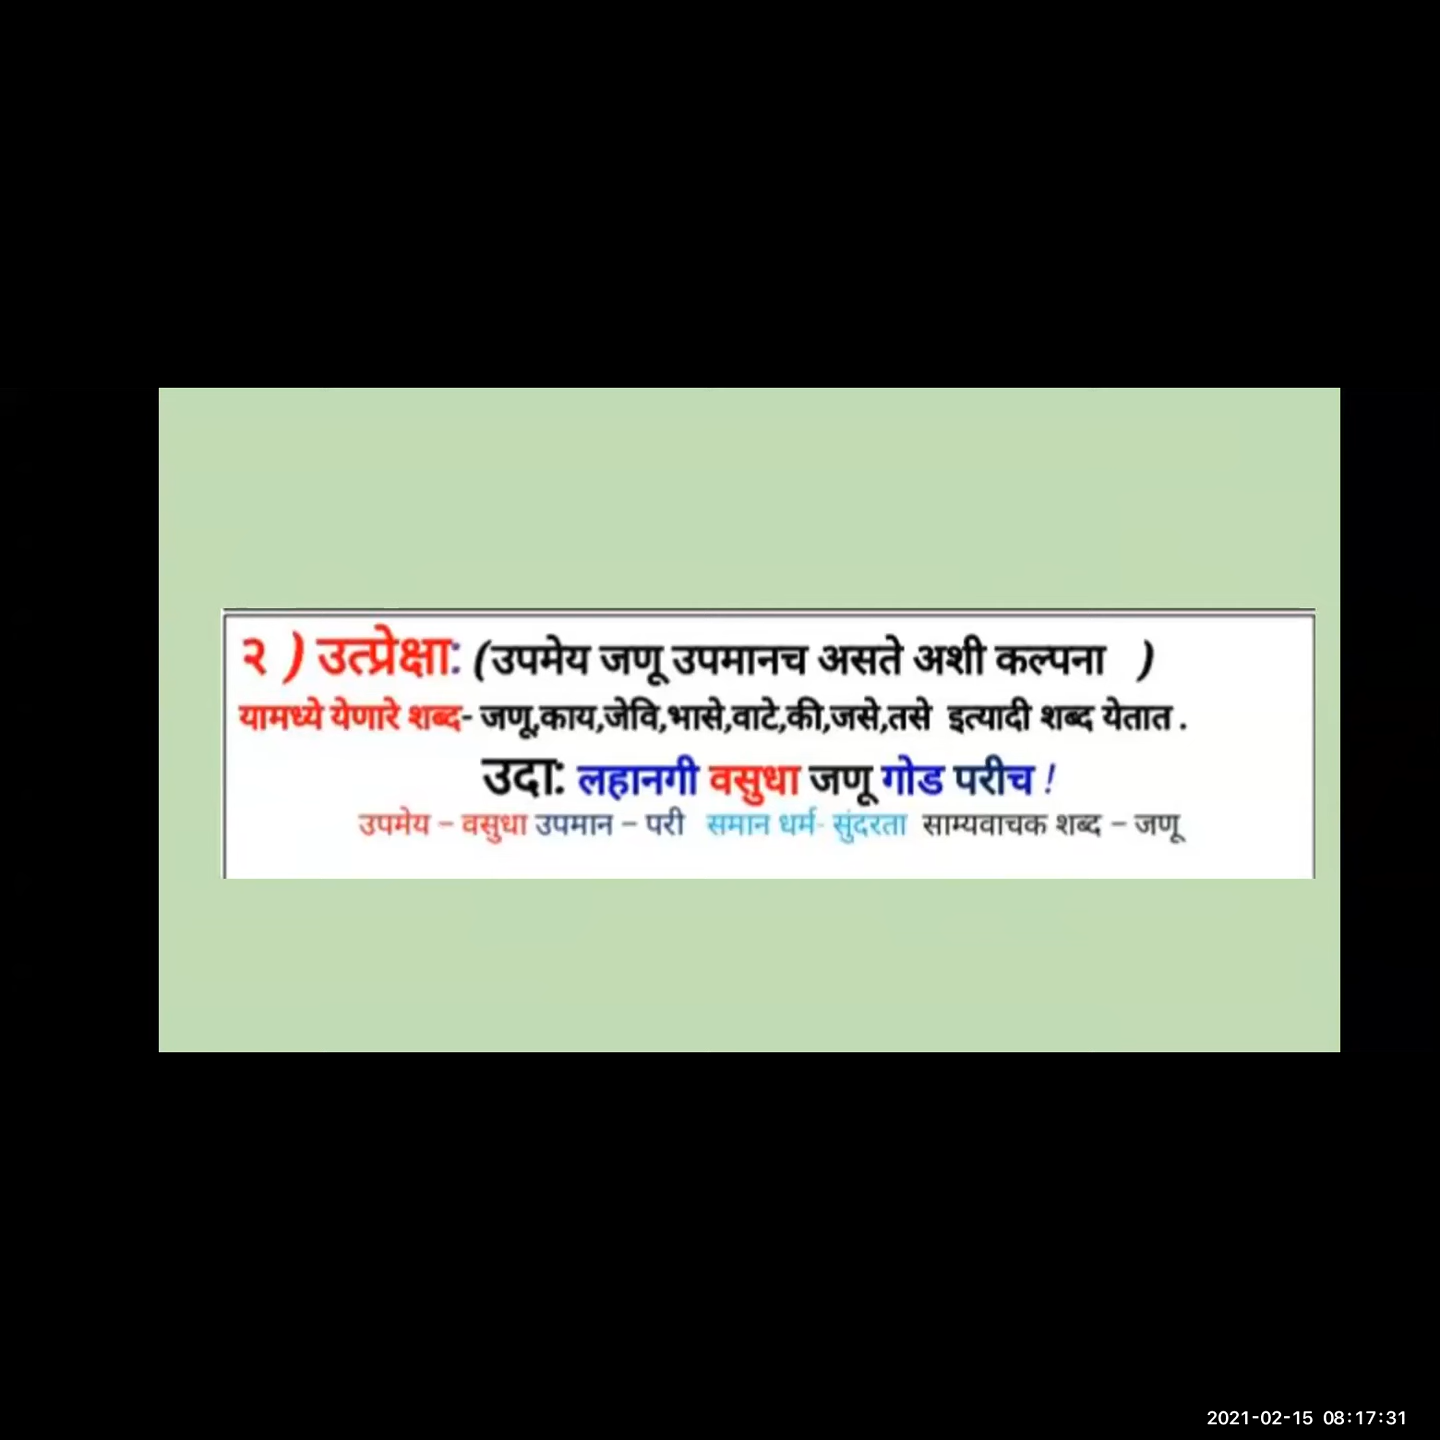 २ ) उत्प्रेक्षा: (उपमेय जणू उपमानच असते अशी कल्पना )
यामध्ये येणारे शब्द- जणू,काय,जेवि,भासे,वाटे,की,जसे,तसे इत्यादी शब्द येतात .
उदा: लहानगी वसुधा जणू गोड परीच !
उपमेय – वसुधा उपमान – परी समान धर्म- सुंदरता साम्यवाचक शब्द – जणू
2021-02-15 08:17:31